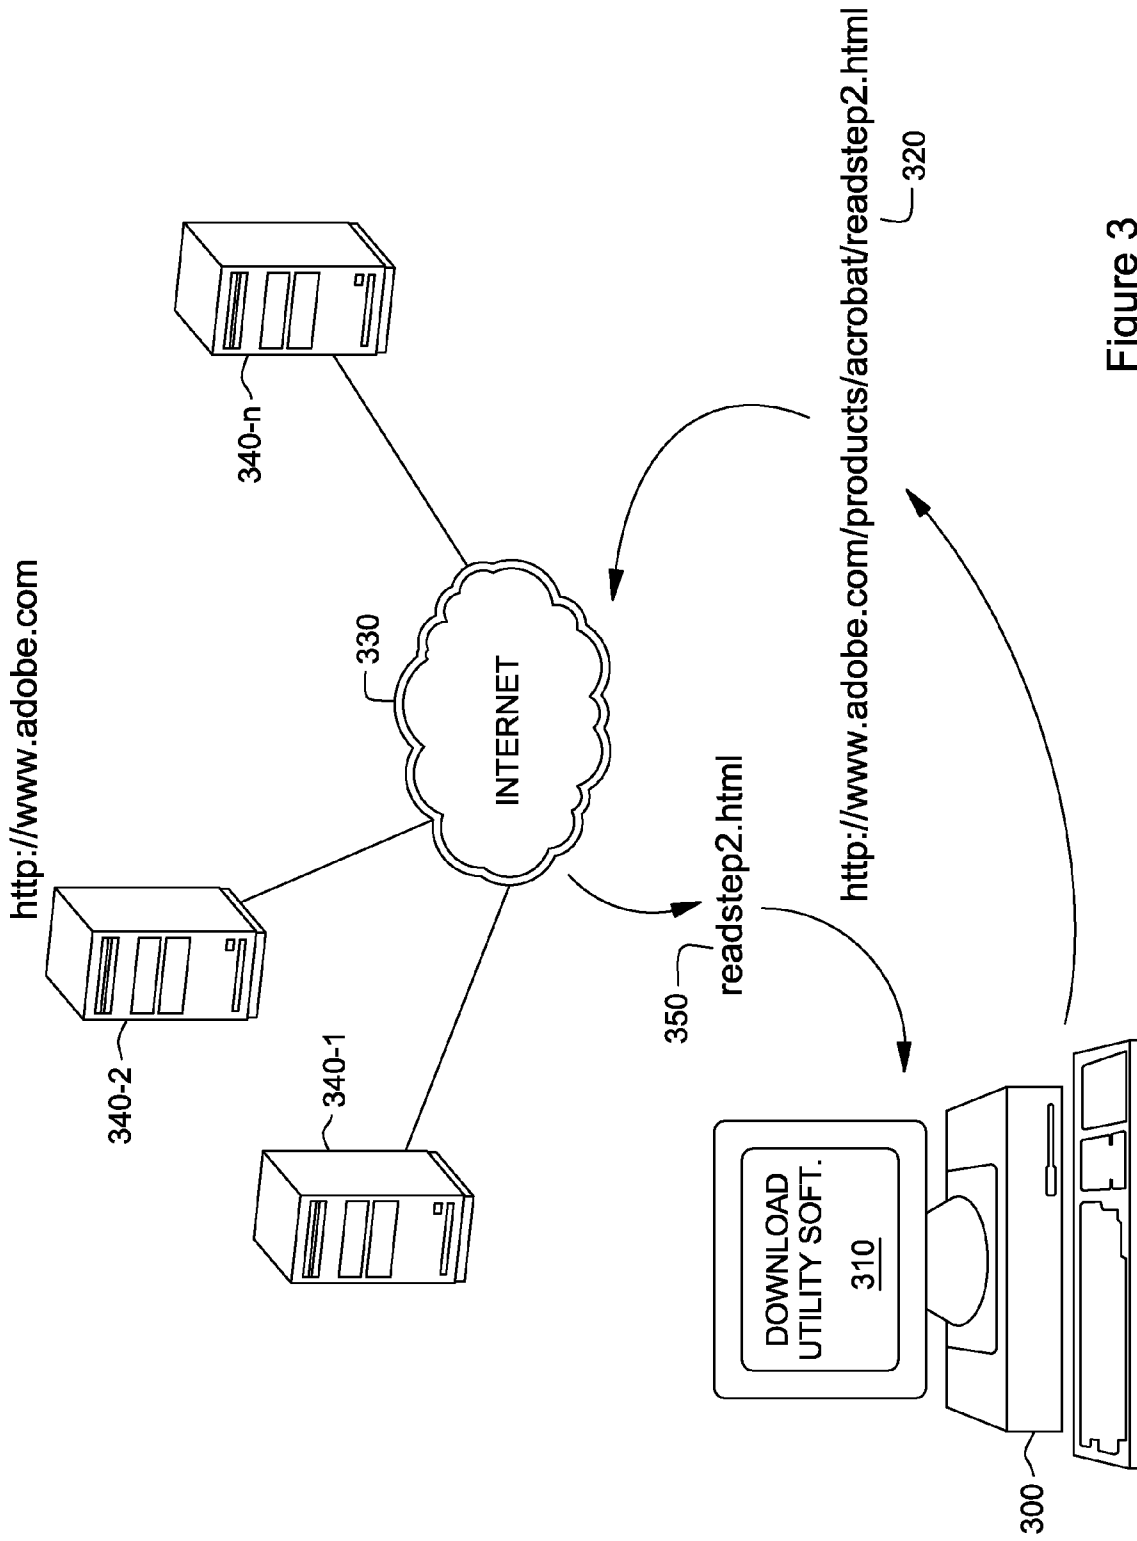 http://www.adobe.com
340-2
340-1
340-n
330
INTERNET
350
readstep2.html
DOWNLOAD
UTILITY SOFT.
310
300
http://www.adobe.com/products/acrobat/readstep2.html
320
Figure 3